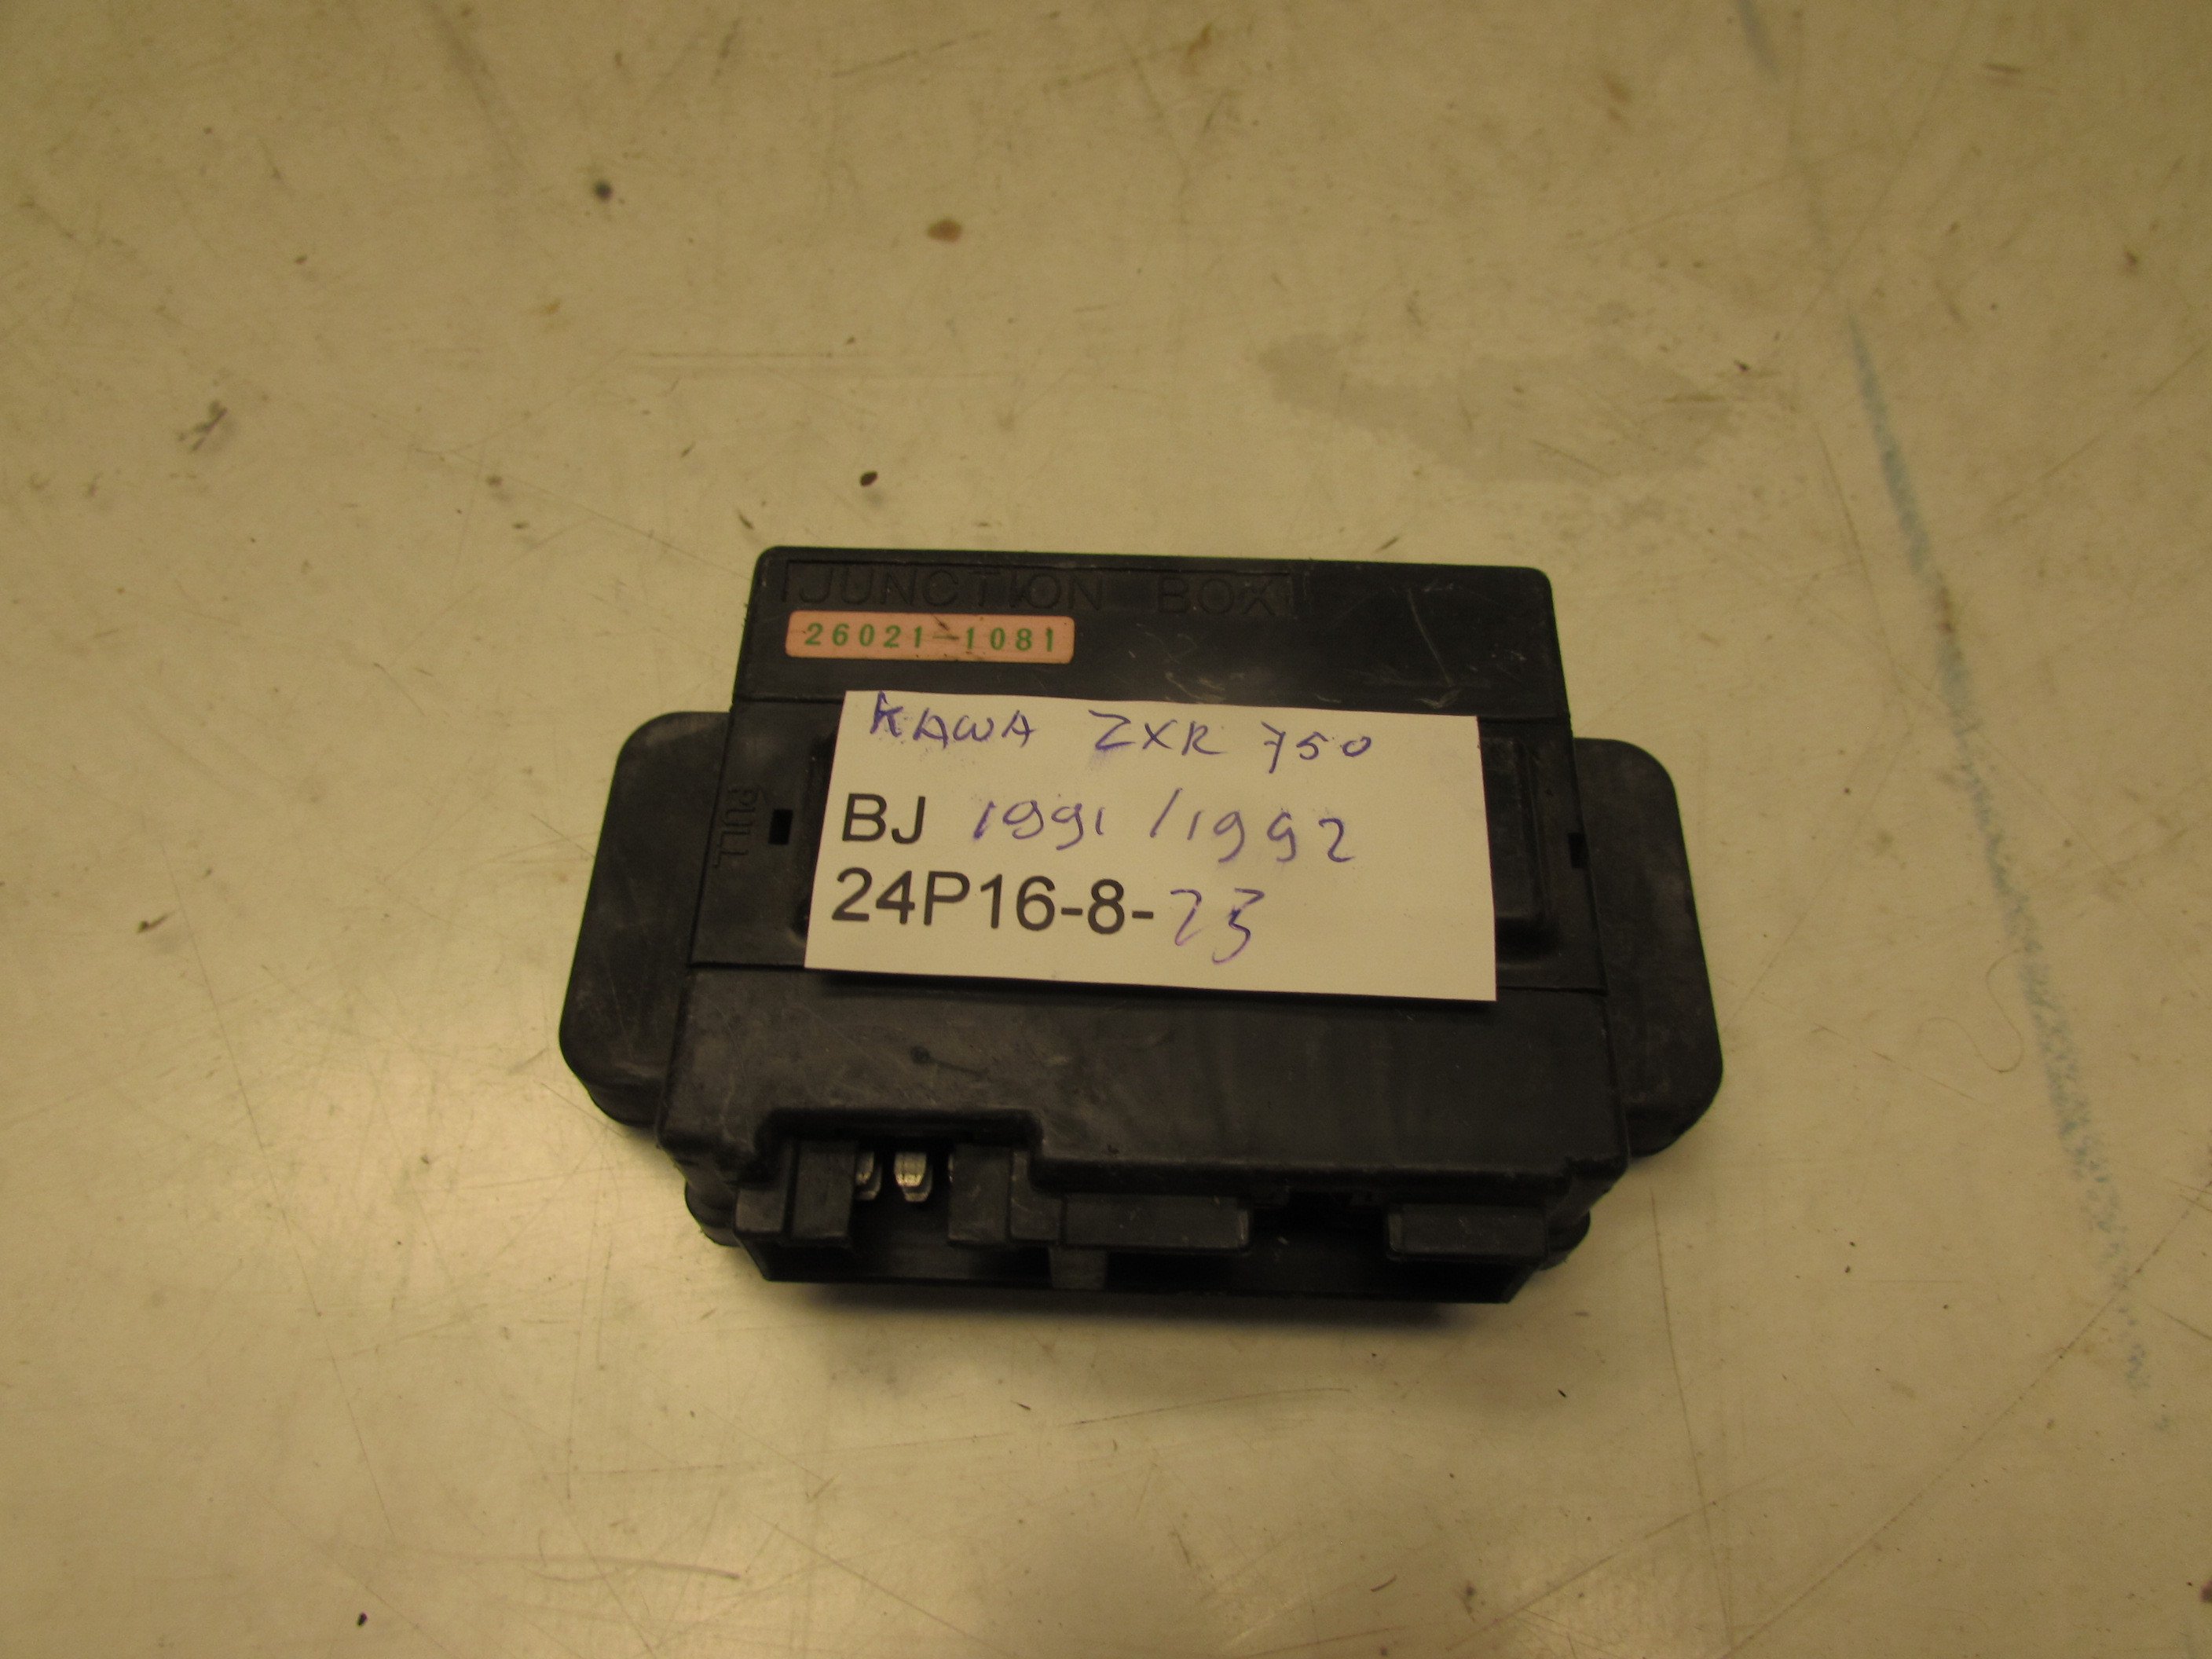 JUNCTION BOX
26021-1081
KAWA ZXR 750
PULL
BJ 1991/1992
24P16-8-23